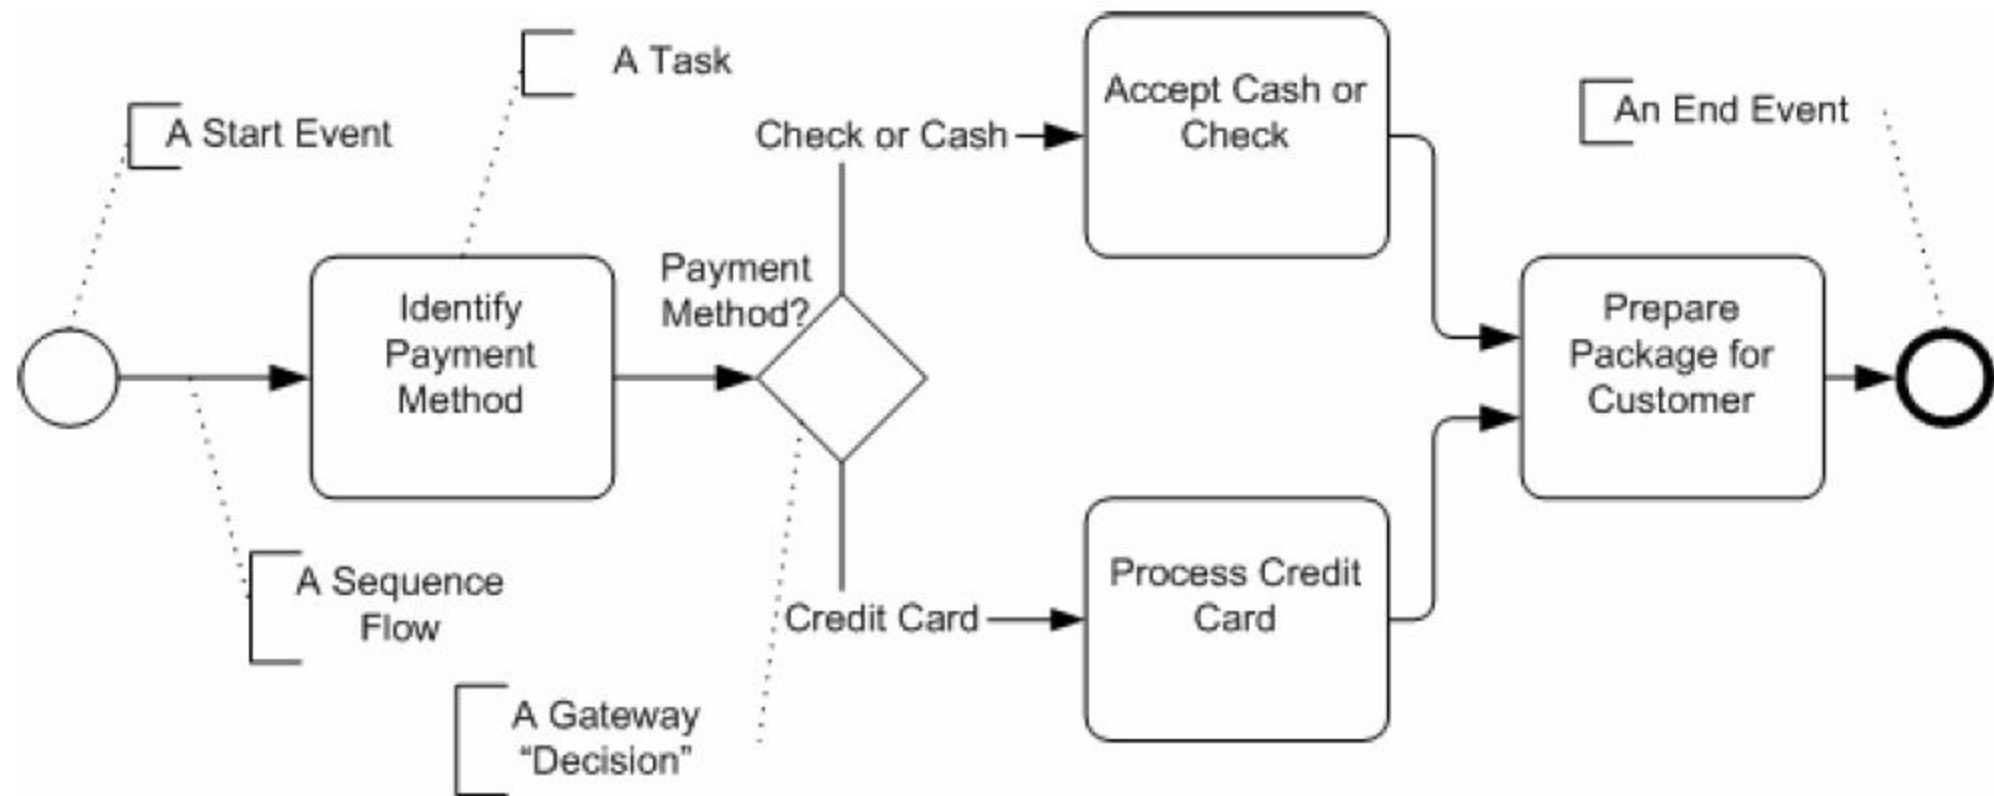 A Task
A Start Event
Check or Cash
Accept Cash or
Check
An End Event
Payment
Method?
Identify
Payment
Method
Prepare
Package for
Customer
A Sequence
Flow
Credit Card
Process Credit
Card
A Gateway
“Decision”